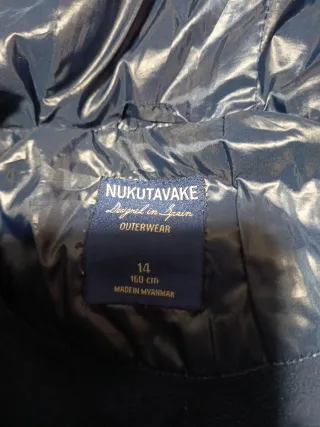 NUKUTAVAKE
Designed in Spain
OUTERWEAR
14
160 cm
MADE IN MYANMAR